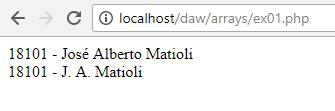 localhost/daw/arrays/ex01.php
18101 - José Alberto Matioli
18101 - J. A. Matioli